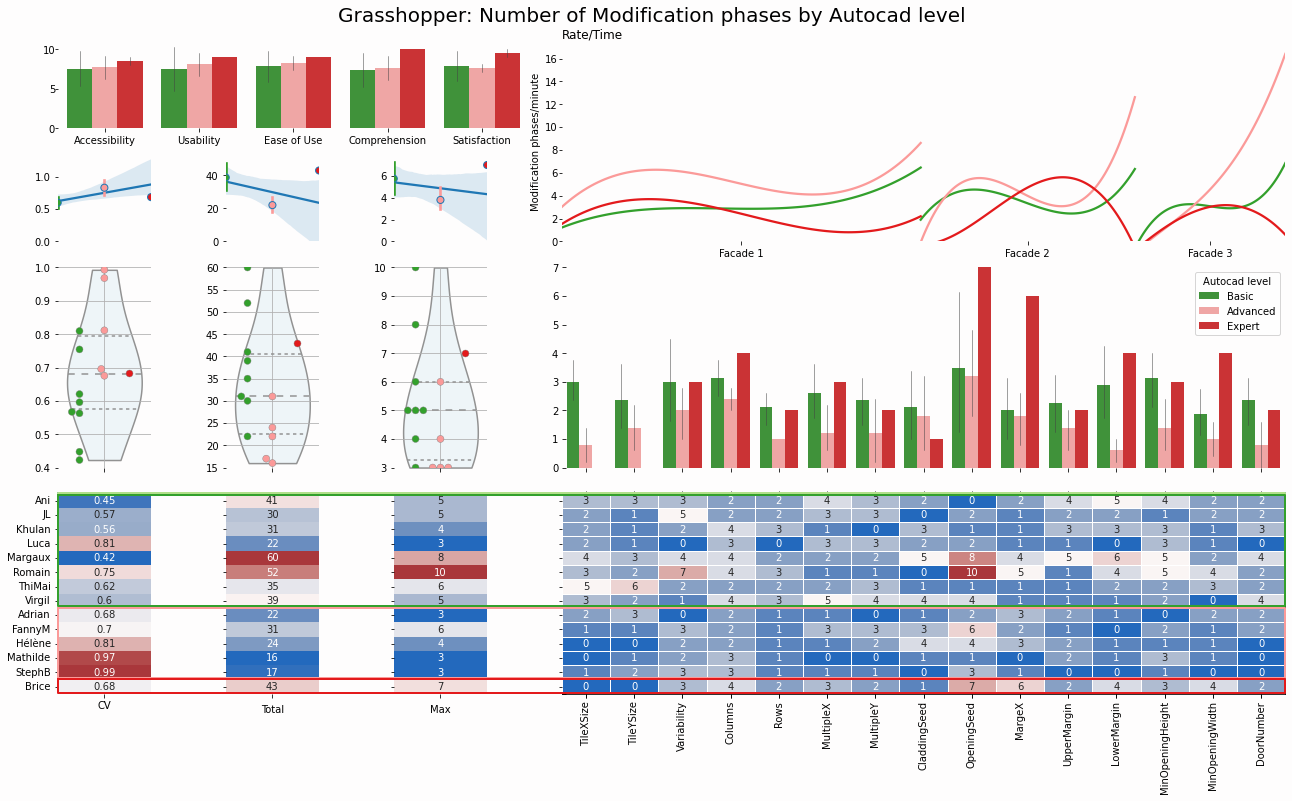 Grasshopper: Number of Modification phases by Autocad level
10
5
0
Accessibility
Usability
Ease of Use
Comprehension
Satisfaction
Rate/Time
Modification phases/minute
16
14
12
10
8
6
4
2
0
Facade 1
Facade 2
Facade 3
1.0
0.5
0.0
40
20
0
6
4
2
0
1.0
0.9
0.8
0.7
0.6
0.5
0.4
60
55
50
45
40
35
30
25
20
15
10
9
8
7
6
5
4
3
7
6
5
4
3
2
1
0
Autocad level
Basic
Advanced
Expert
Ani 0.45 41 5 3 3 3 2 2 4 3 2 0 2 4 5 4 2 2
JL 0.57 30 5 2 1 5 2 2 3 3 0 2 1 2 2 1 2 2
Khulan 0.56 31 4 2 1 2 4 3 1 0 3 1 1 3 3 3 1 3
Luca 0.81 22 3 2 1 0 3 0 3 3 2 2 1 1 0 3 1 0
Margaux 0.42 60 8 4 3 4 4 2 2 2 5 8 4 5 6 5 2 4
Romain 0.75 52 10 3 2 7 4 3 1 1 0 10 5 1 4 5 4 2
ThiMai 0.62 35 6 5 6 2 2 2 2 3 1 1 1 1 2 2 3 2
Virgil 0.6 39 5 3 2 1 4 3 5 4 4 4 1 1 1 2 0 4
Adrian 0.68 22 3 2 3 0 2 1 1 0 1 2 3 2 1 0 2 2
FannyM 0.7 31 6 1 1 3 2 1 3 3 3 6 2 1 0 2 1 2
Hélène 0.81 24 4 0 0 2 2 1 1 2 4 4 3 2 1 1 1 0
Mathilde 0.97 16 3 0 1 2 3 1 0 0 1 1 0 2 1 3 1 0
StephB 0.99 17 3 1 2 3 3 1 1 1 0 3 1 0 0 1 0 0
Brice 0.68 43 7 0 0 3 4 2 3 2 1 7 6 2 4 3 4 2
CV
Total
Max
TileXSize
TileYSize
Variability
Columns
Rows
MultipleX
MultipleY
CladdingSeed
OpeningSeed
MargeX
UpperMargin
LowerMargin
MinOpeningHeight
MinOpeningWidth
DoorNumber